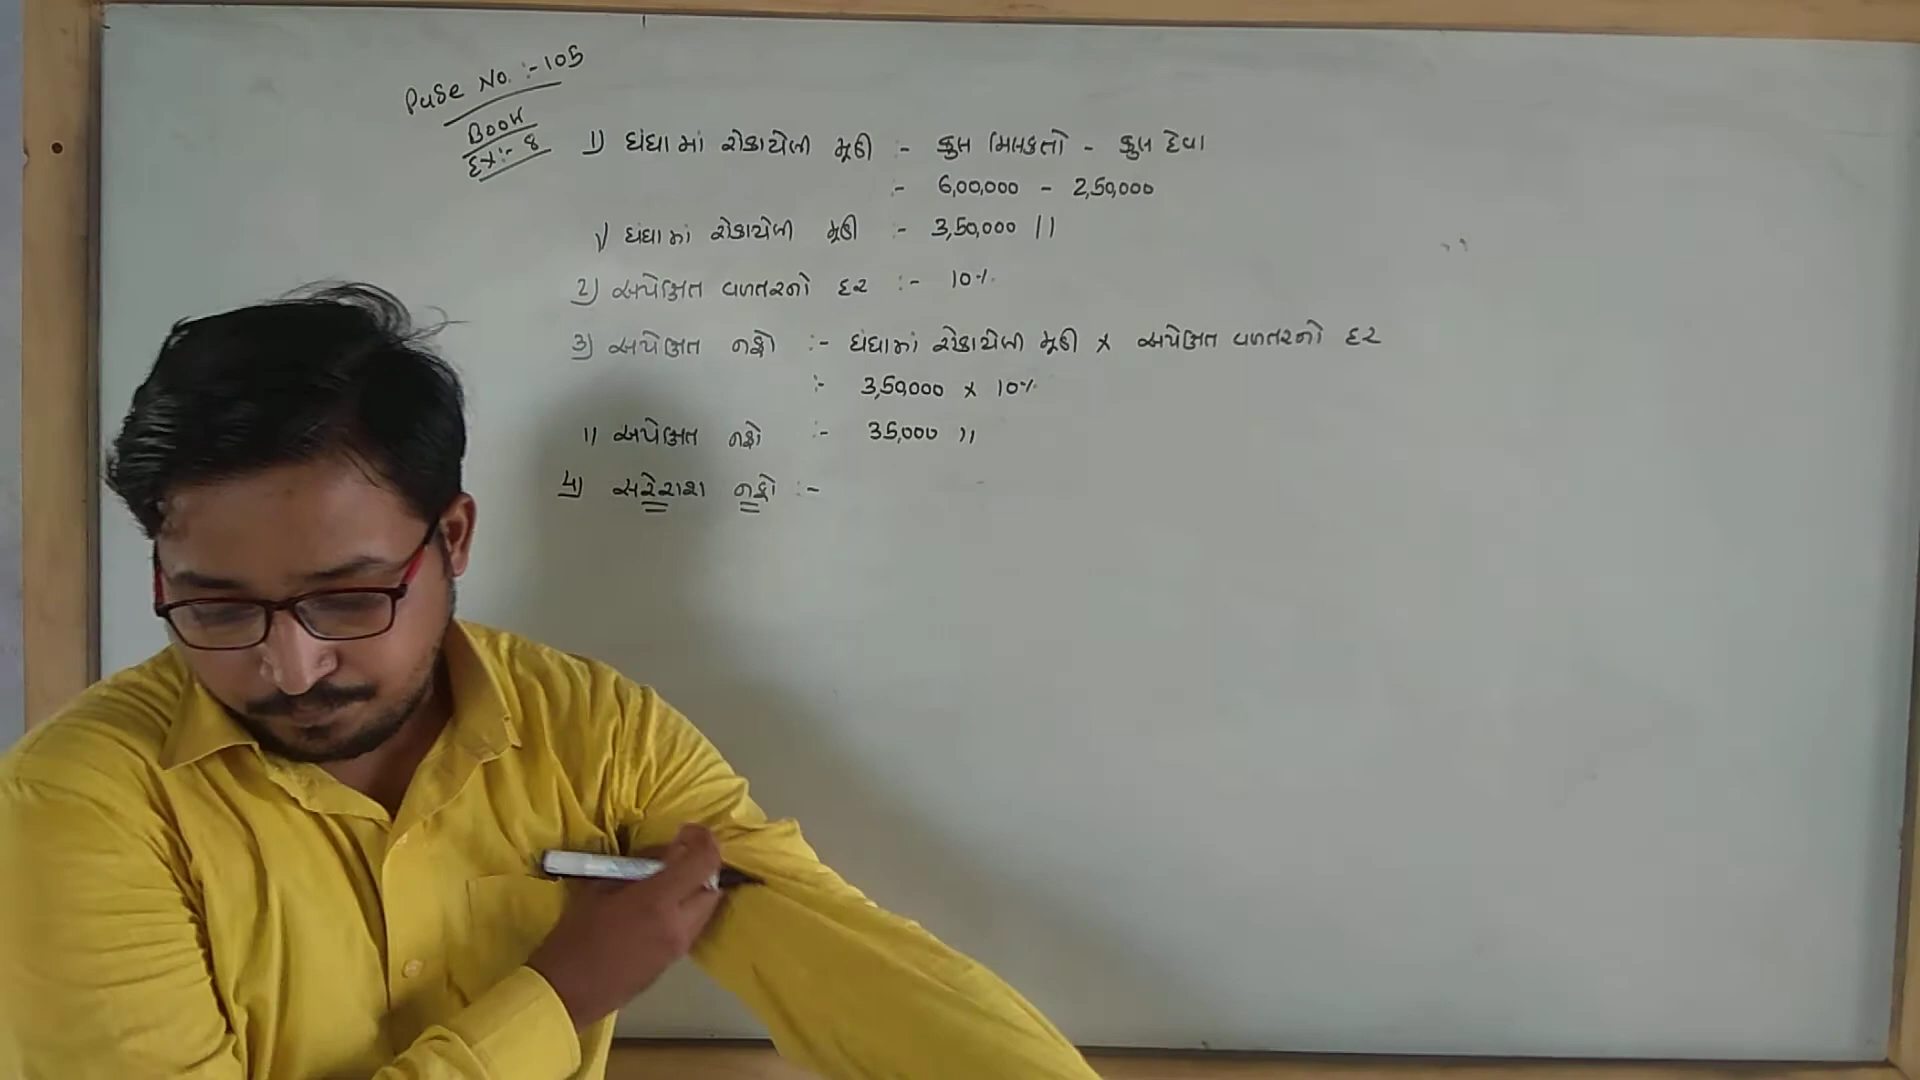 Page No. :- 105
Book
Ex :- 8
1) ધંધામાં રોકાયેલી મૂડી :- કુલ મિલકતો - કુલ દેવા
:- 6,00,000 - 2,50,000
ધંધામાં રોકાયેલી મૂડી :- 3,50,000 //
2) અપેક્ષિત વળતરનો દર :- 10%
3) અપેક્ષિત નફો :- ધંધામાં રોકાયેલી મૂડી x અપેક્ષિત વળતરનો દર
:- 3,50,000 x 10%
// અપેક્ષિત નફો :- 35,000 //
4) સરેરાશ નફો :-